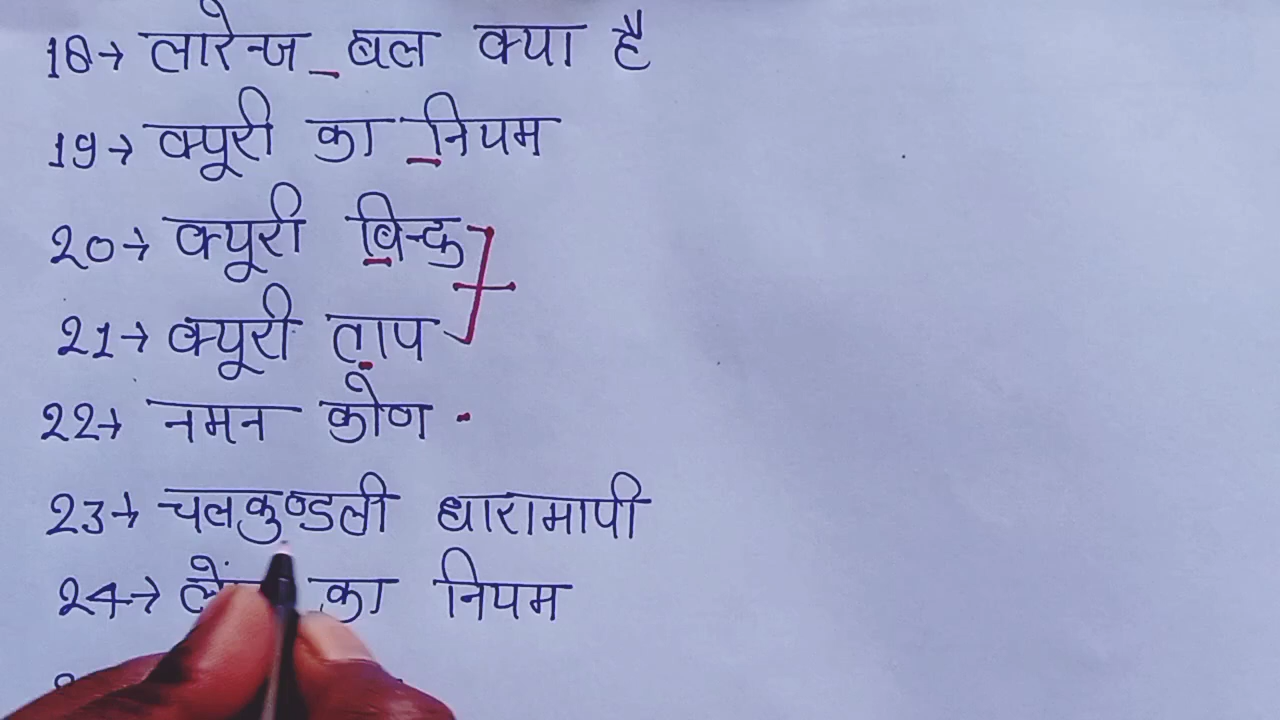 18→ लारेन्ज बल क्या है
19→ क्यूरी का नियम
20→ क्यूरी बिन्दु
21→ क्यूरी ताप
22→ नमन कोण
23→ चलकुण्डली धारामापी
24→ का नियम